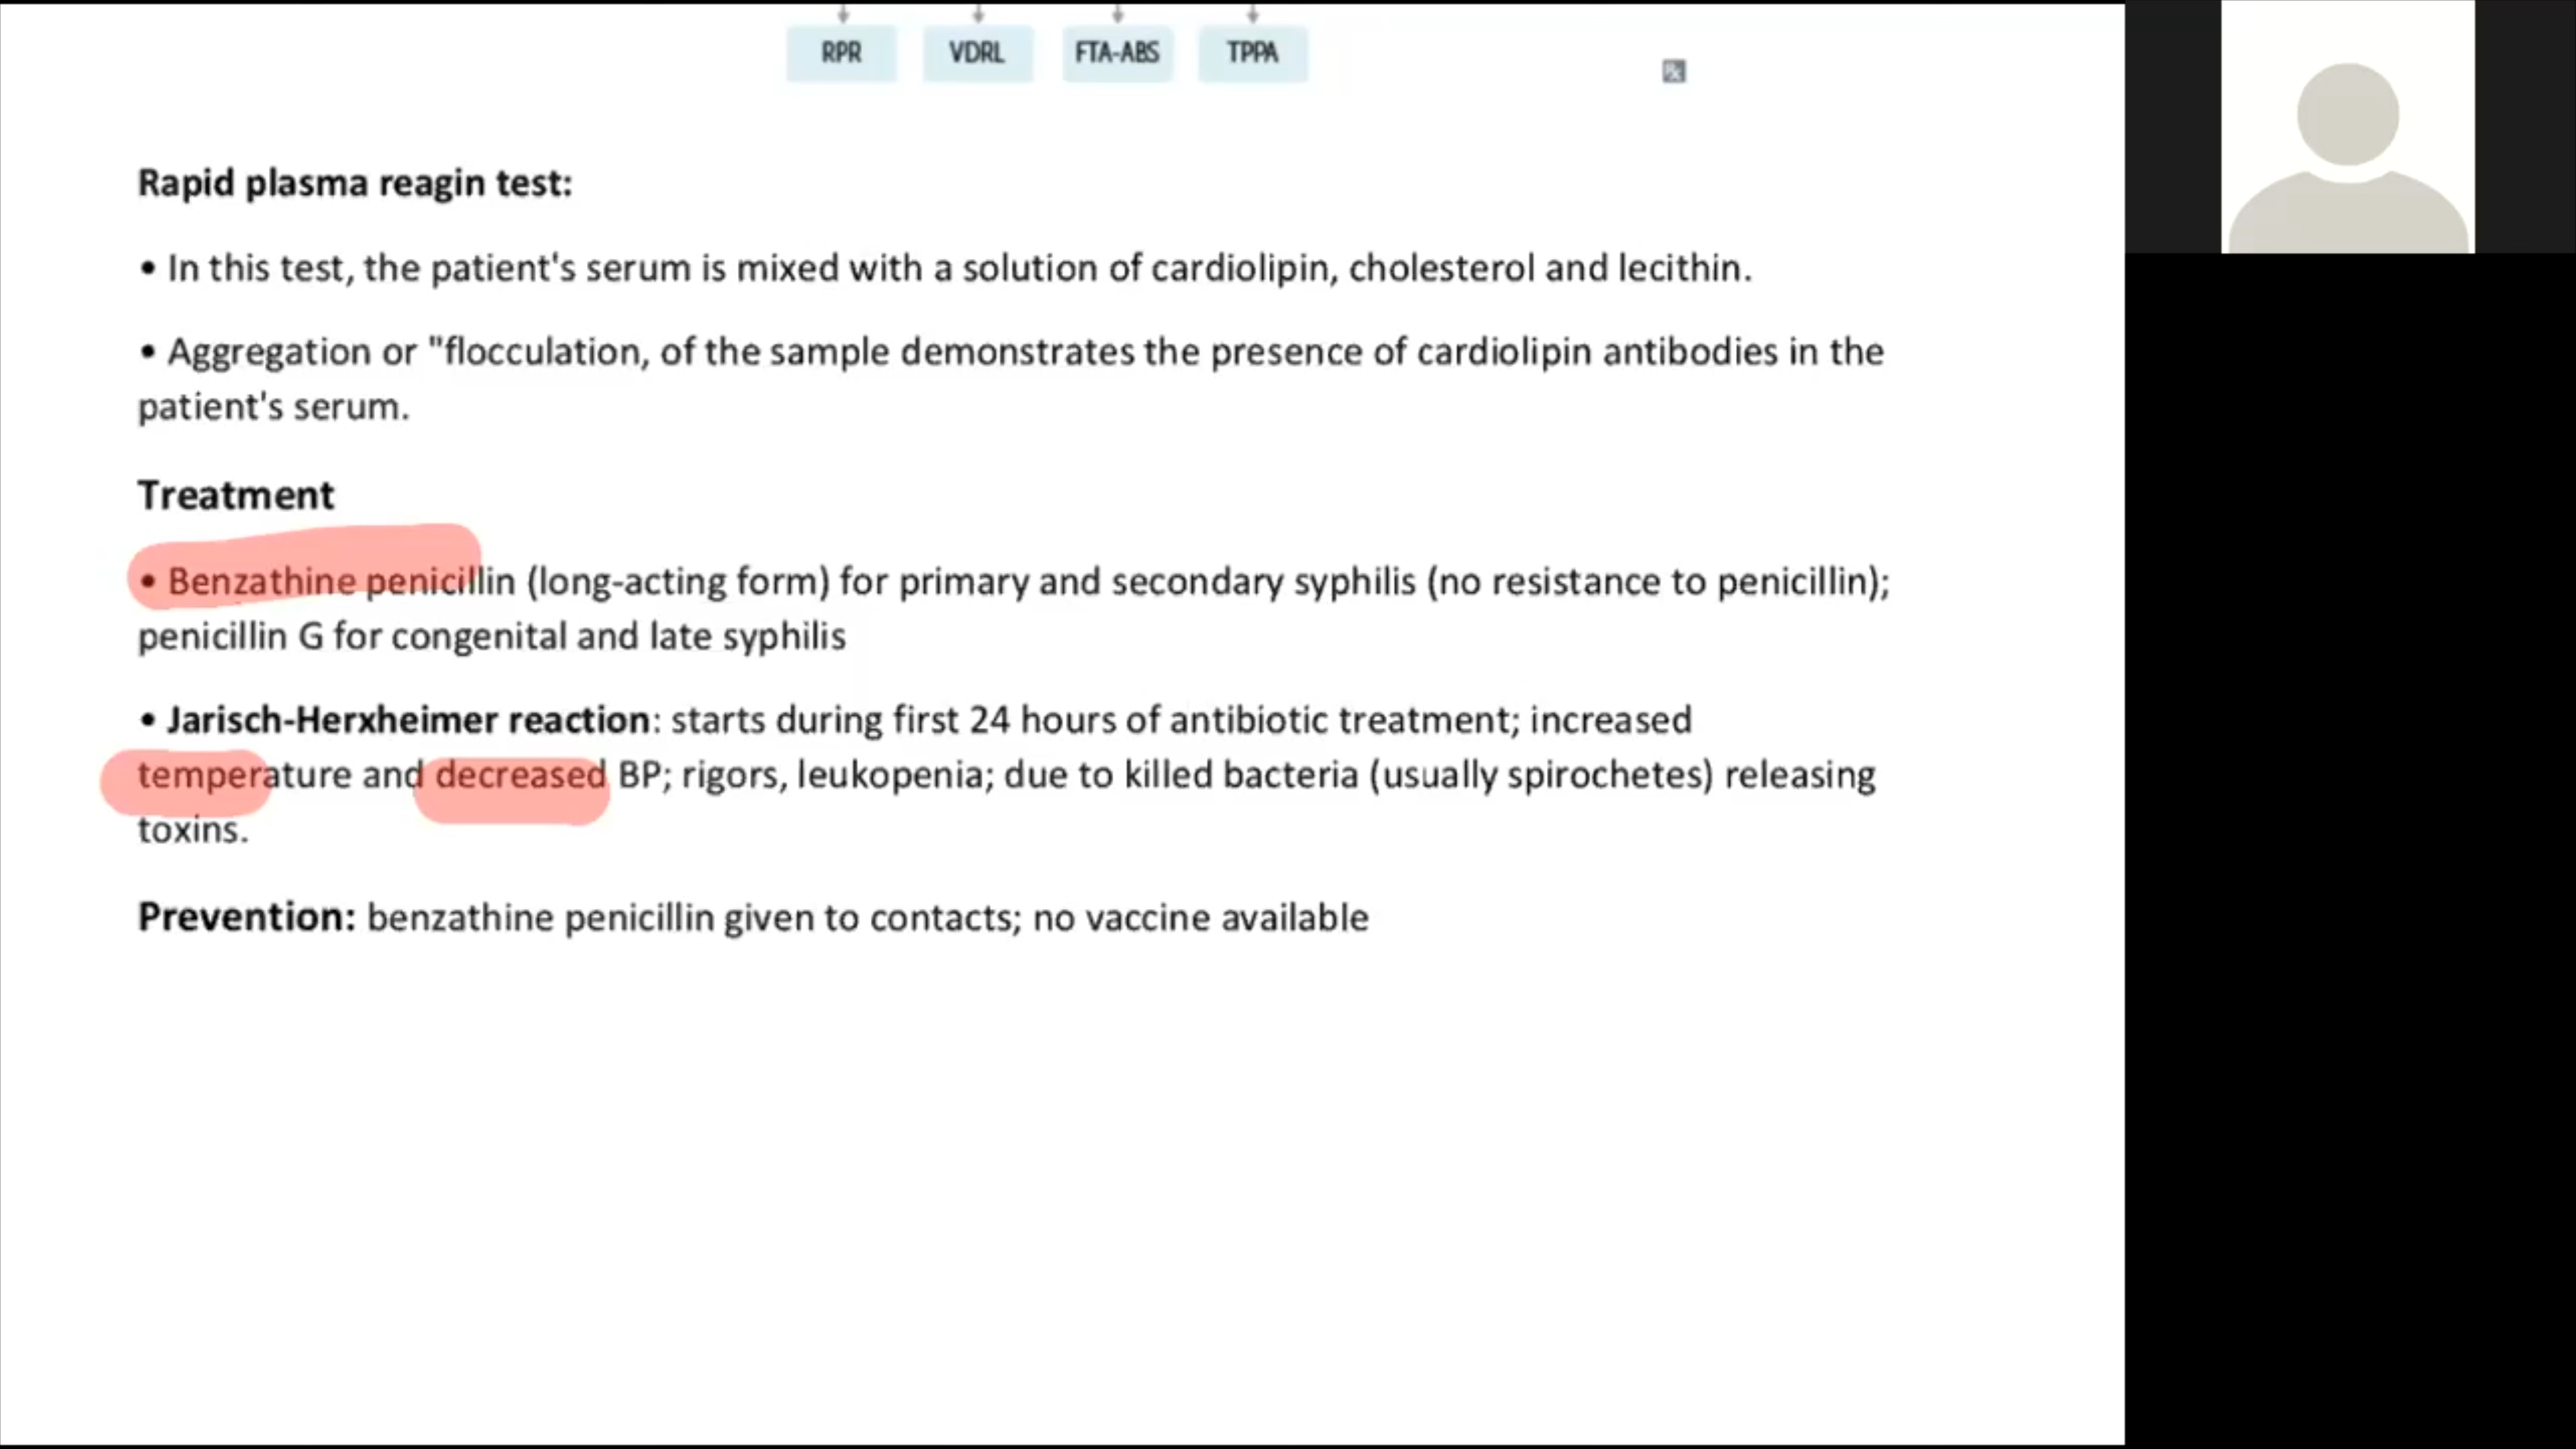 RPR VDRL FTA-ABS TPPA
Rx
Rapid plasma reagin test:
• In this test, the patient's serum is mixed with a solution of cardiolipin, cholesterol and lecithin.
• Aggregation or "flocculation, of the sample demonstrates the presence of cardiolipin antibodies in the
patient's serum.
Treatment
• Benzathine penicillin (long-acting form) for primary and secondary syphilis (no resistance to penicillin);
penicillin G for congenital and late syphilis
• Jarisch-Herxheimer reaction: starts during first 24 hours of antibiotic treatment; increased
temperature and decreased BP; rigors, leukopenia; due to killed bacteria (usually spirochetes) releasing
toxins.
Prevention: benzathine penicillin given to contacts; no vaccine available